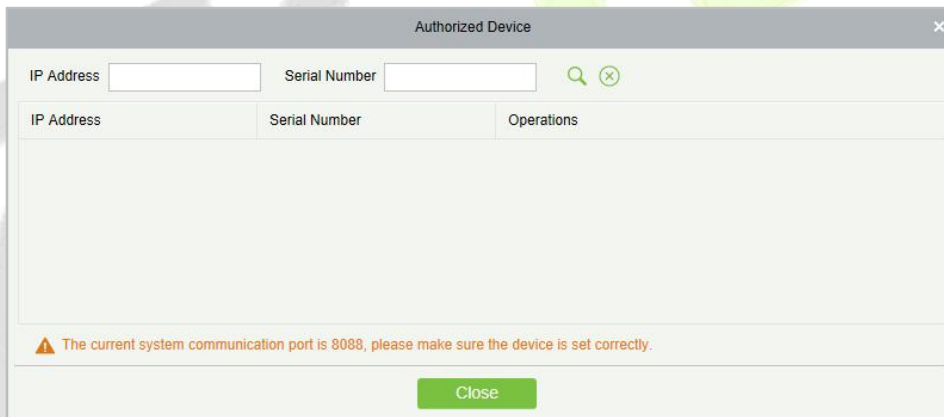 Authorized Device
IP Address Serial Number
IP Address Serial Number Operations
The current system communication port is 8088, please make sure the device is set correctly.
Close